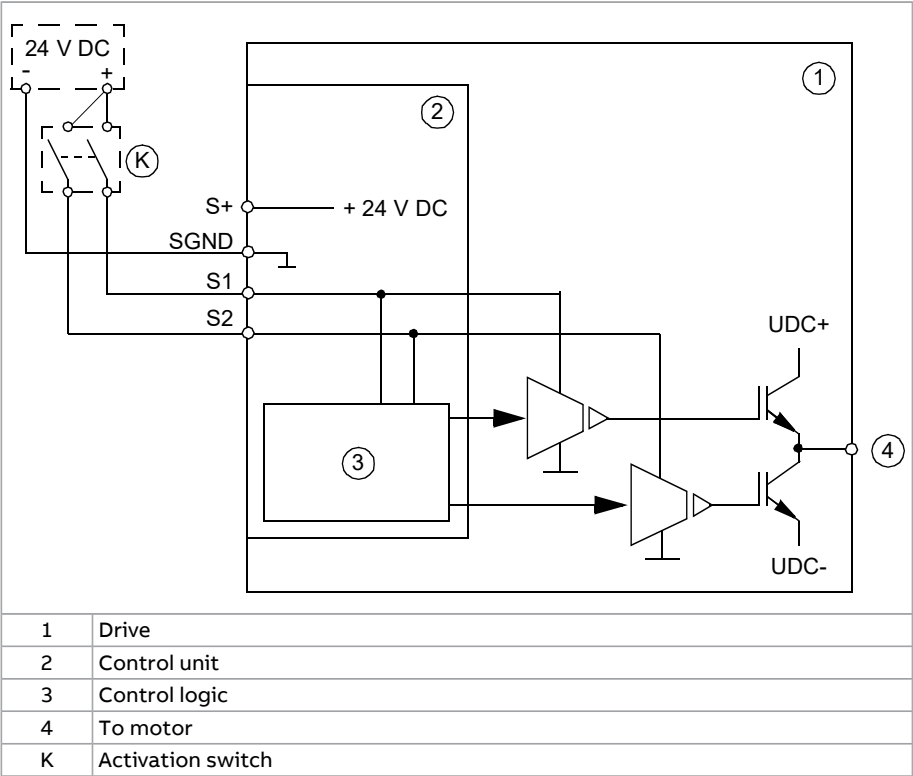 24 V DC
- +
1
2
K
S+
+ 24 V DC
SGND
S1
S2
UDC+
3
4
UDC-
1 Drive
2 Control unit
3 Control logic
4 To motor
K Activation switch